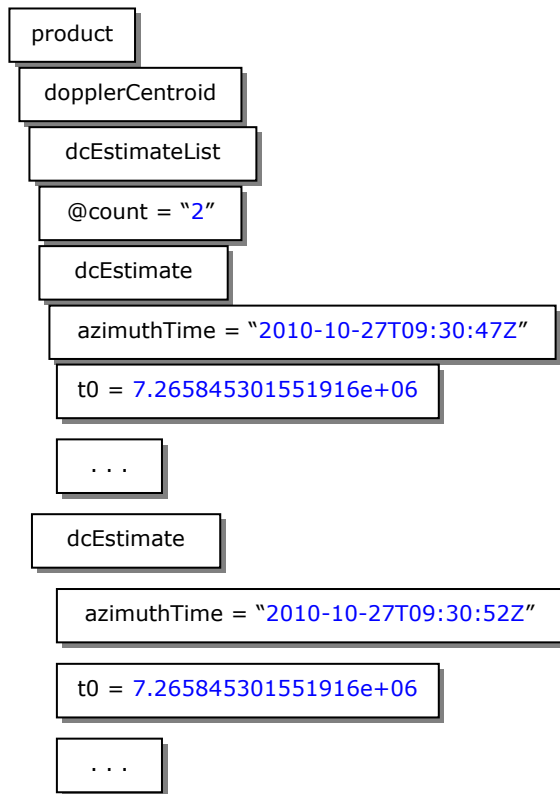 product
dopplerCentroid
dcEstimateList
@count = “2”
dcEstimate
azimuthTime = “2010-10-27T09:30:47Z”
t0 = 7.265845301551916e+06
. . .
dcEstimate
azimuthTime = “2010-10-27T09:30:52Z”
t0 = 7.265845301551916e+06
. . .